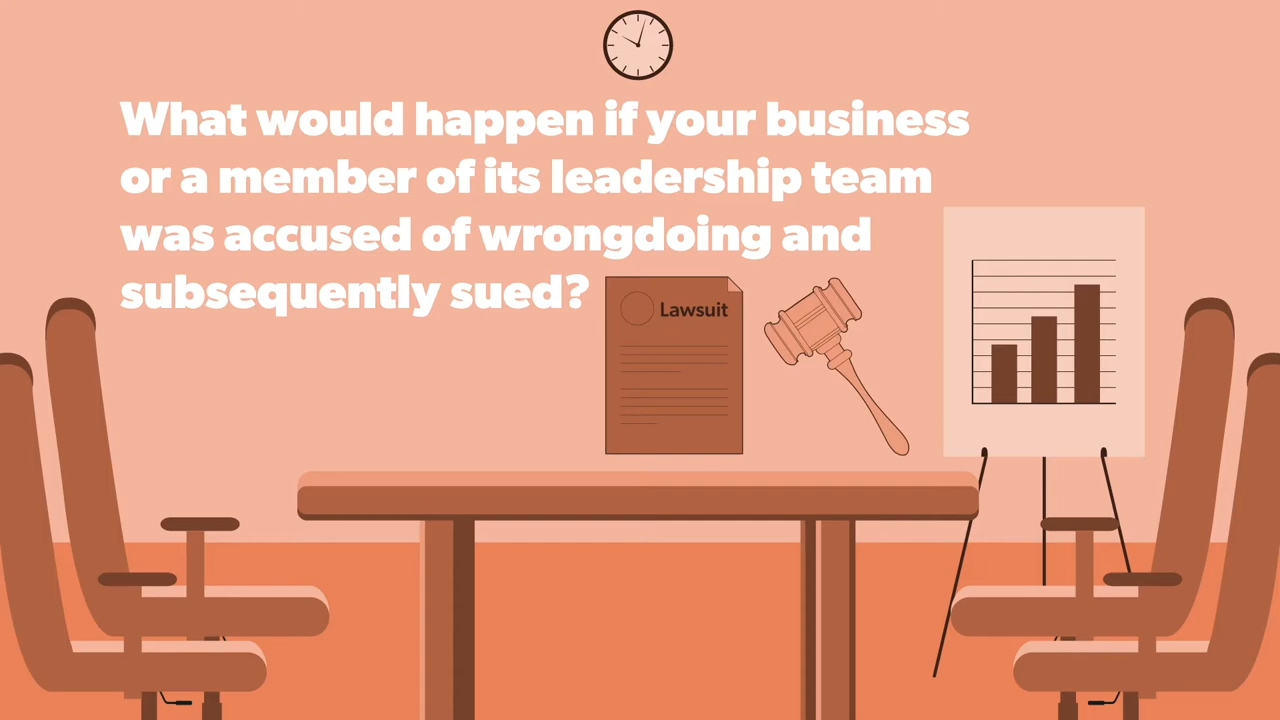 What would happen if your business
or a member of its leadership team
was accused of wrongdoing and
subsequently sued?
Lawsuit